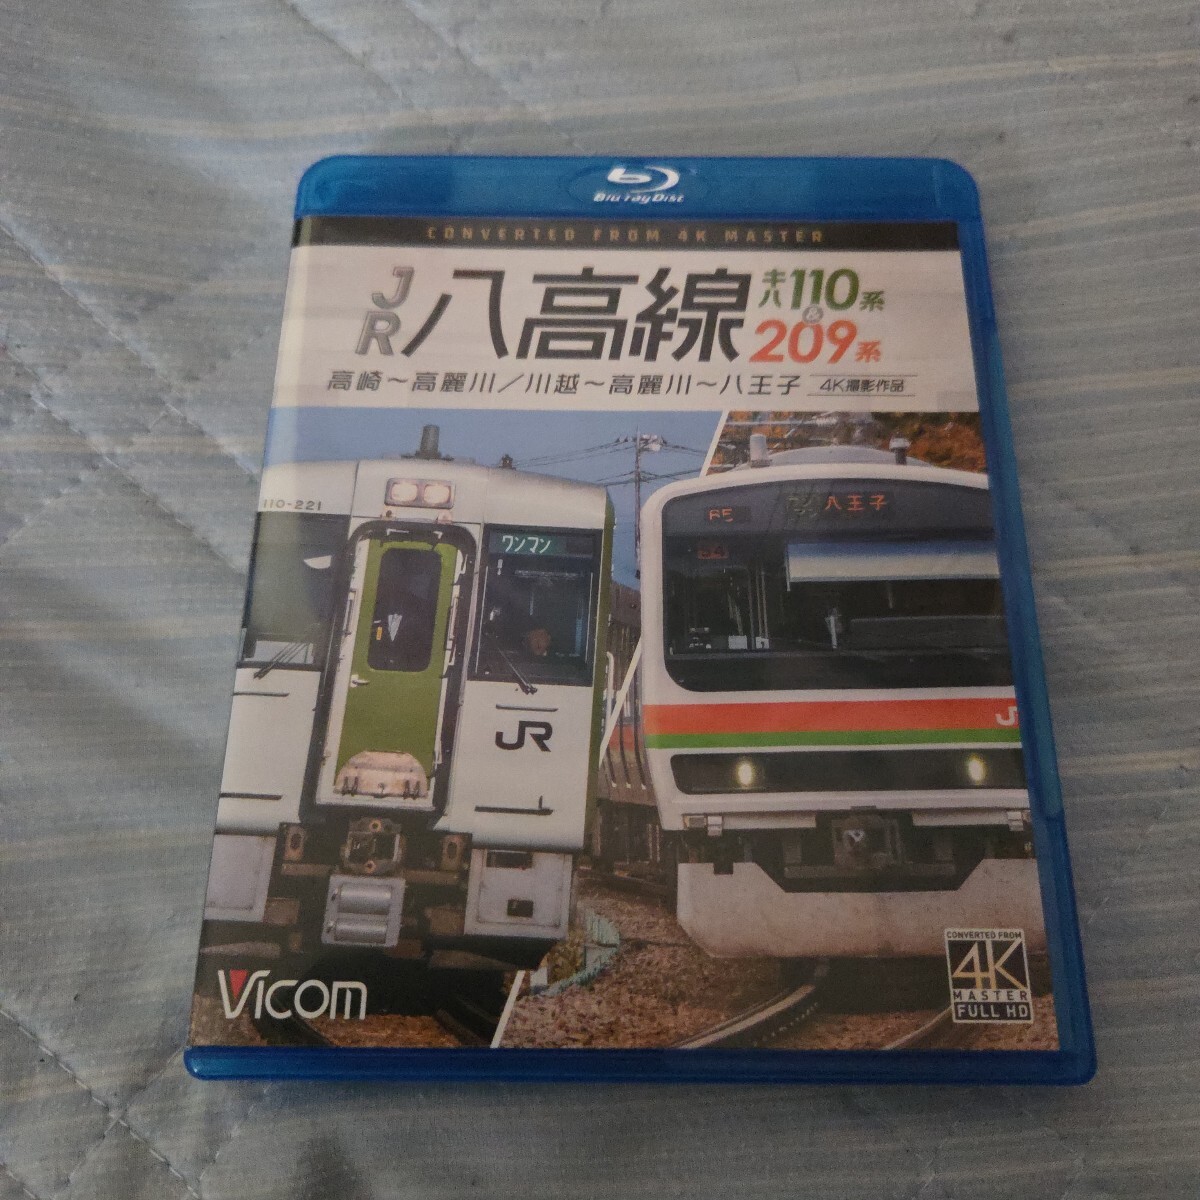 Blu-ray Disc
CONVERTED FROM 4K MASTER
JR 八高線 キハ110系
&
209系
高崎～高麗川／川越～高麗川～八王子 4K撮影作品
110-221
ワンマン
八王子
JR
JR
Vicom
CONVERTED FROM
4K
MASTER
FULL HD